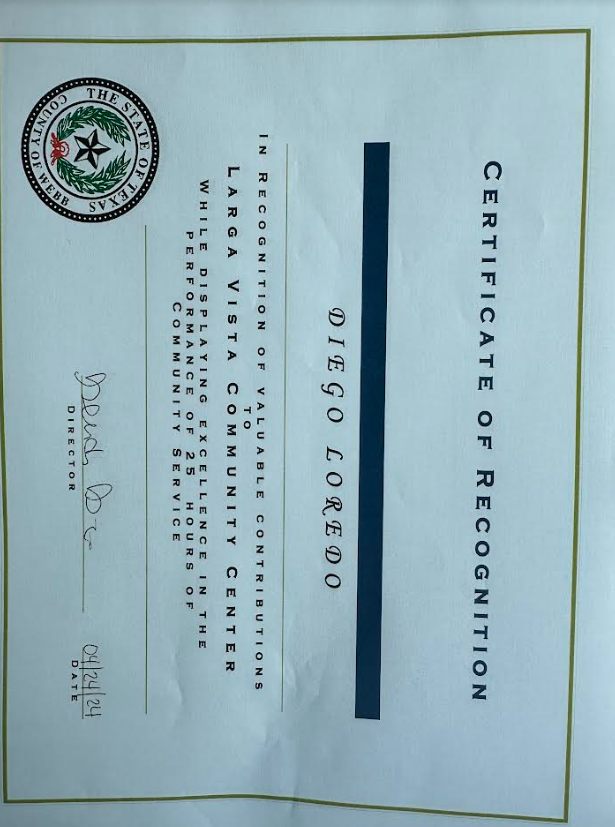 CERTIFICATE OF RECOGNITION
DIEGO LOREDO
IN RECOGNITION OF VALUABLE CONTRIBUTIONS
TO
LARGA VISTA COMMUNITY CENTER
WHILE DISPLAYING EXCELLENCE IN THE
PERFORMANCE OF 25 HOURS OF
COMMUNITY SERVICE
THE STATE OF TEXAS
COUNTY OF WEBB
04/24/24
DIRECTOR
DATE